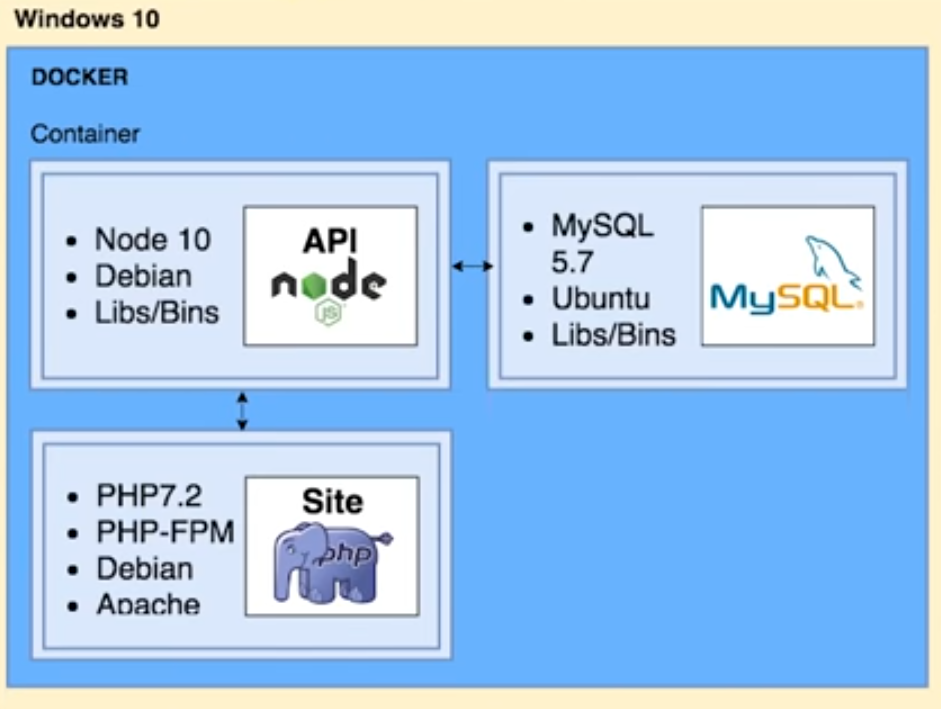 Windows 10
DOCKER
Container
• Node 10
• Debian
• Libs/Bins
API
node
JS
• MySQL
5.7
• Ubuntu
• Libs/Bins
MySQL®
• PHP7.2
• PHP-FPM
• Debian
• Apache
Site
php